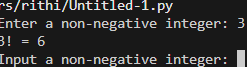 rs/rithi/Untitled-1.py
Enter a non-negative integer: 3
3! = 6
Input a non-negative integer: